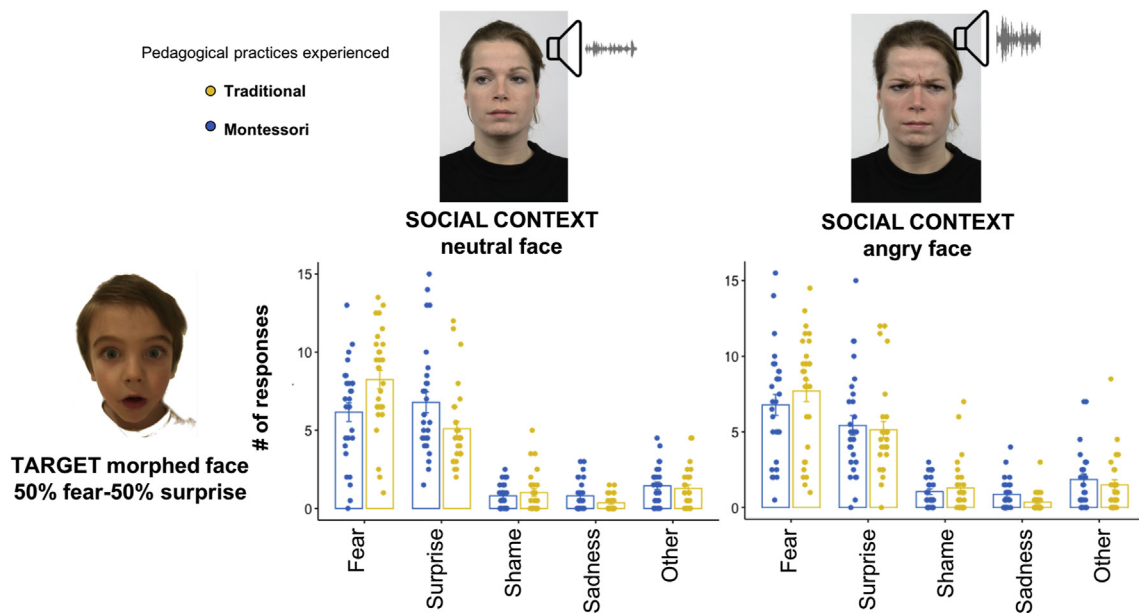 Pedagogical practices experienced
Traditional
Montessori
SOCIAL CONTEXT
neutral face
SOCIAL CONTEXT
angry face
TARGET morphed face
50% fear-50% surprise
# of responses
15
10
5
0
Fear
Surprise
Shame
Sadness
Other
15
10
5
0
Fear
Surprise
Shame
Sadness
Other